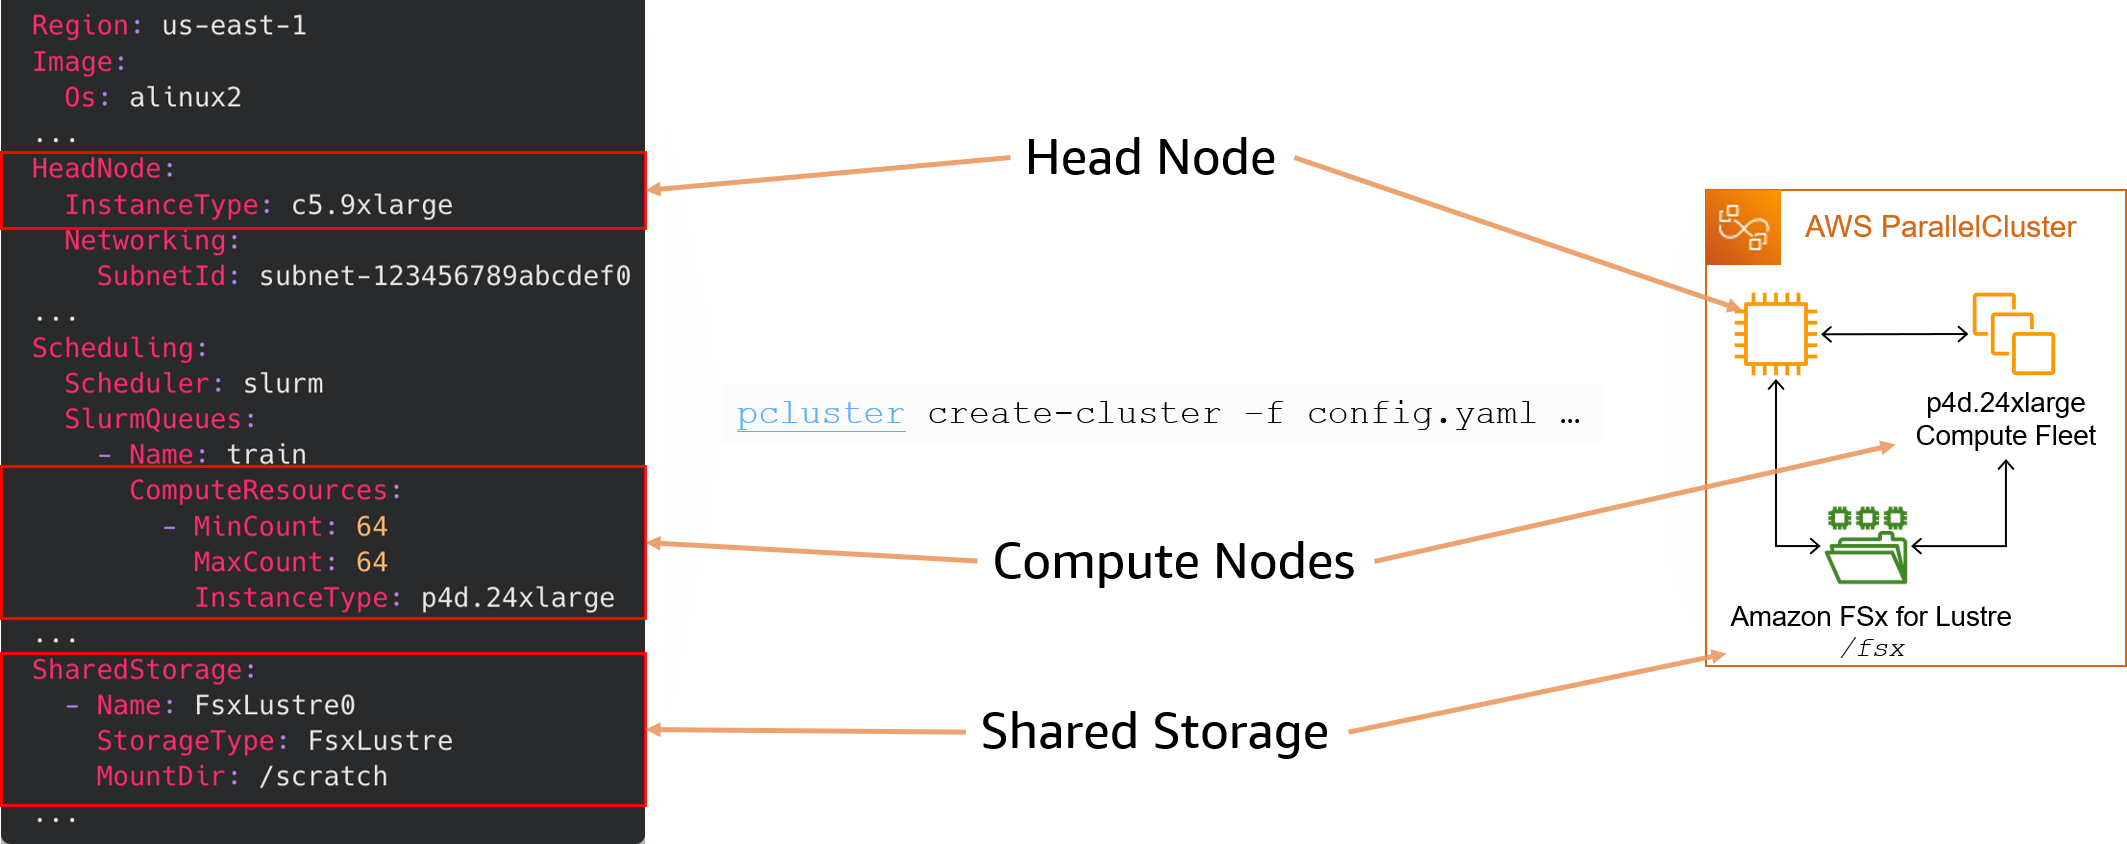 Region: us-east-1
Image:
  Os: alinux2
...
HeadNode:
  InstanceType: c5.9xlarge
  Networking:
    SubnetId: subnet-123456789abcdef0
...
Scheduling:
  Scheduler: slurm
  SlurmQueues:
    - Name: train
      ComputeResources:
        - MinCount: 64
          MaxCount: 64
          InstanceType: p4d.24xlarge
...
SharedStorage:
  - Name: FsxLustre0
    StorageType: FsxLustre
    MountDir: /scratch
...
Head Node
pcluster create-cluster –f config.yaml …
Compute Nodes
Shared Storage
AWS ParallelCluster
p4d.24xlarge
Compute Fleet
Amazon FSx for Lustre
/fsx